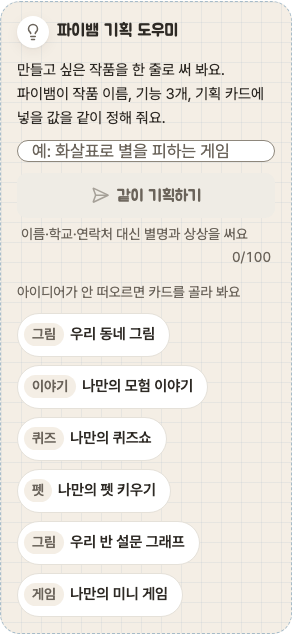 파이뱀 기획 도우미
만들고 싶은 작품을 한 줄로 써 봐요.
파이뱀이 작품 이름, 기능 3개, 기획 카드에
넣을 값을 같이 정해 줘요.
예: 화살표로 별을 피하는 게임
같이 기획하기
이름·학교·연락처 대신 별명과 상상을 써요
0/100
아이디어가 안 떠오르면 카드를 골라 봐요
그림 우리 동네 그림
이야기 나만의 모험 이야기
퀴즈 나만의 퀴즈쇼
펫 나만의 펫 키우기
그림 우리 반 설문 그래프
게임 나만의 미니 게임